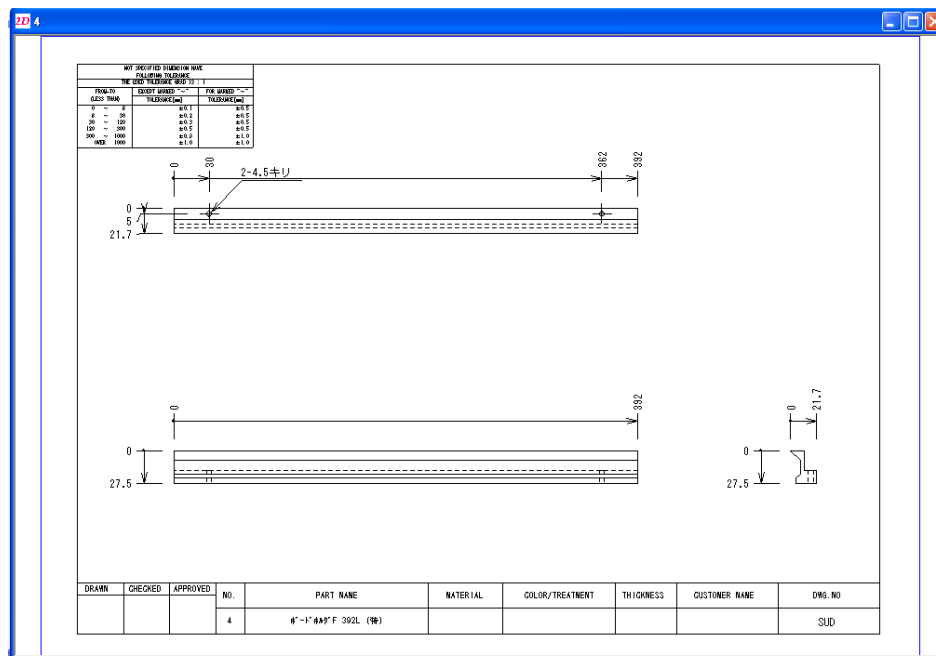 2D 4
NOT SPECIFIED DIMENSION HAVE
FOLLOWING TOLERANCE
THE USED TOLERANCE GRAD IS : 1
FROM-TO EXCEPT MARKED "~" FOR MARKED "~"
(LESS THAN) TOLERANCE[mm] TOLERANCE[mm]
0 ~ 6 ±0.1 ±0.5
6 ~ 30 ±0.2 ±0.5
30 ~ 120 ±0.3 ±0.5
120 ~ 300 ±0.5 ±0.5
300 ~ 1000 ±0.8 ±1.0
OVER 1000 ±1.0 ±1.0
0 30 362 392
2-4.5キリ
0
5
21.7
0 392 0 21.7
0 0
27.5 27.5
DRAWN CHECKED APPROVED NO. PART NAME MATERIAL COLOR/TREATMENT THICKNESS CUSTOMER NAME DWG.NO
4 ﾎﾞｰﾄﾞﾎﾙﾀﾞF 392L (特) SUD